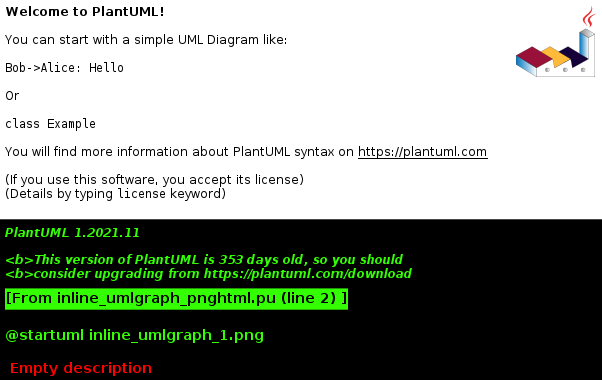 Welcome to PlantUML!
You can start with a simple UML Diagram like:
Bob->Alice: Hello
Or
class Example
You will find more information about PlantUML syntax on https://plantuml.com
(If you use this software, you accept its license)
(Details by typing license keyword)
PlantUML 1.2021.11
<b>This version of PlantUML is 353 days old, so you should
<b>consider upgrading from https://plantuml.com/download
[From inline_umlgraph_pnghtml.pu (line 2) ]
@startuml inline_umlgraph_1.png
Empty description